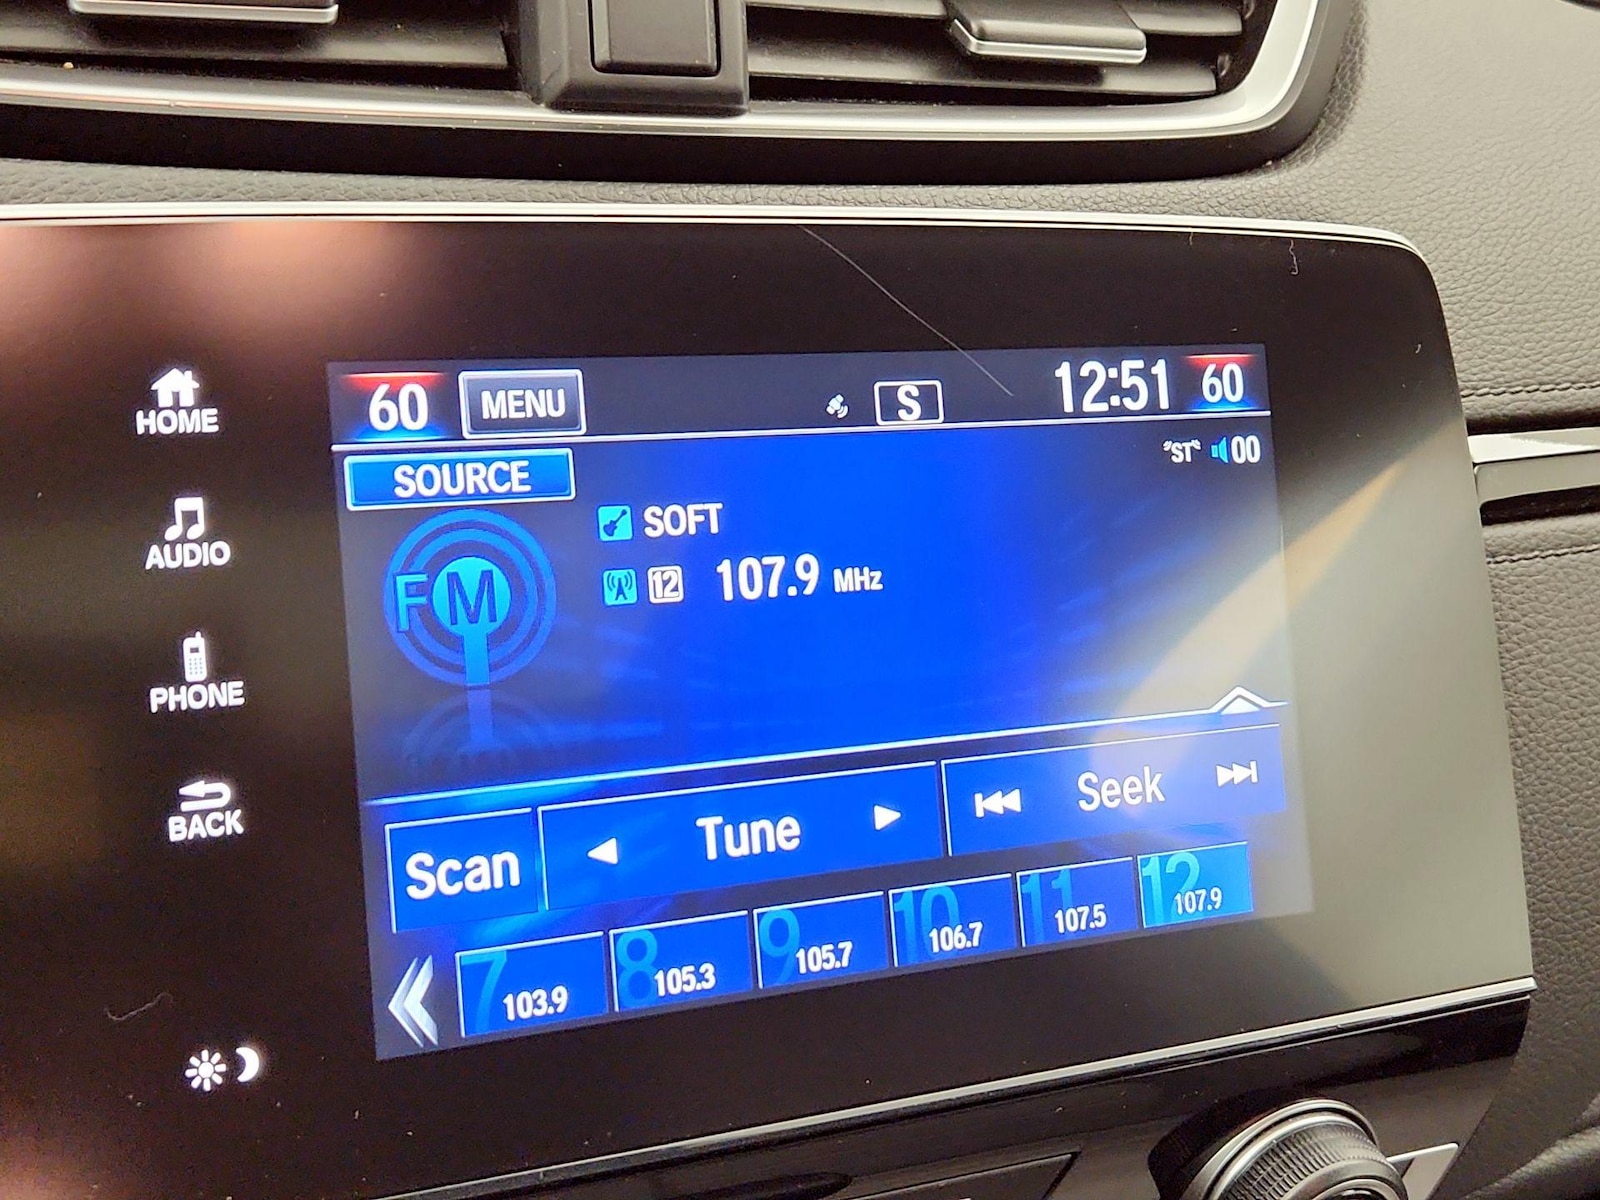 60 MENU S 12:51 60
HOME
SOURCE
"ST" 00
SOFT
AUDIO
FM
12 107.9 MHz
PHONE
BACK
Scan Tune Seek
7 103.9
8 105.3
9 105.7
10 106.7
11 107.5
12 107.9